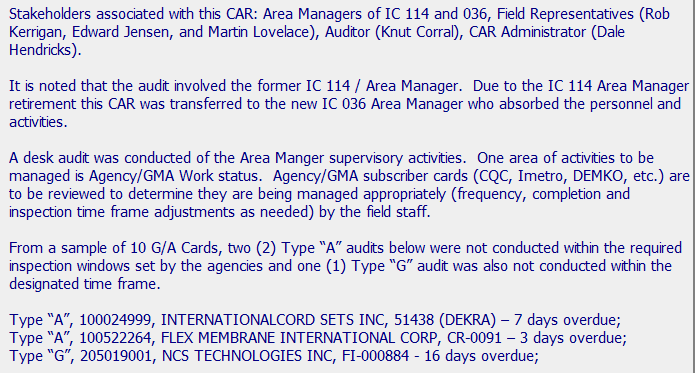 Stakeholders associated with this CAR: Area Managers of IC 114 and 036, Field Representatives (Rob
Kerrigan, Edward Jensen, and Martin Lovelace), Auditor (Knut Corral), CAR Administrator (Dale
Hendricks).
It is noted that the audit involved the former IC 114 / Area Manager.  Due to the IC 114 Area Manager
retirement this CAR was transferred to the new IC 036 Area Manager who absorbed the personnel and
activities.
A desk audit was conducted of the Area Manger supervisory activities.  One area of activities to be
managed is Agency/GMA Work status.  Agency/GMA subscriber cards (CQC, Imetro, DEMKO, etc.) are
to be reviewed to determine they are being managed appropriately (frequency, completion and
inspection time frame adjustments as needed) by the field staff.
From a sample of 10 G/A Cards, two (2) Type “A” audits below were not conducted within the required
inspection windows set by the agencies and one (1) Type “G” audit was also not conducted within the
designated time frame.
Type “A”, 100024999, INTERNATIONALCORD SETS INC, 51438 (DEKRA) – 7 days overdue;
Type “A”, 100522264, FLEX MEMBRANE INTERNATIONAL CORP, CR-0091 – 3 days overdue;
Type “G”, 205019001, NCS TECHNOLOGIES INC, FI-000884 - 16 days overdue;